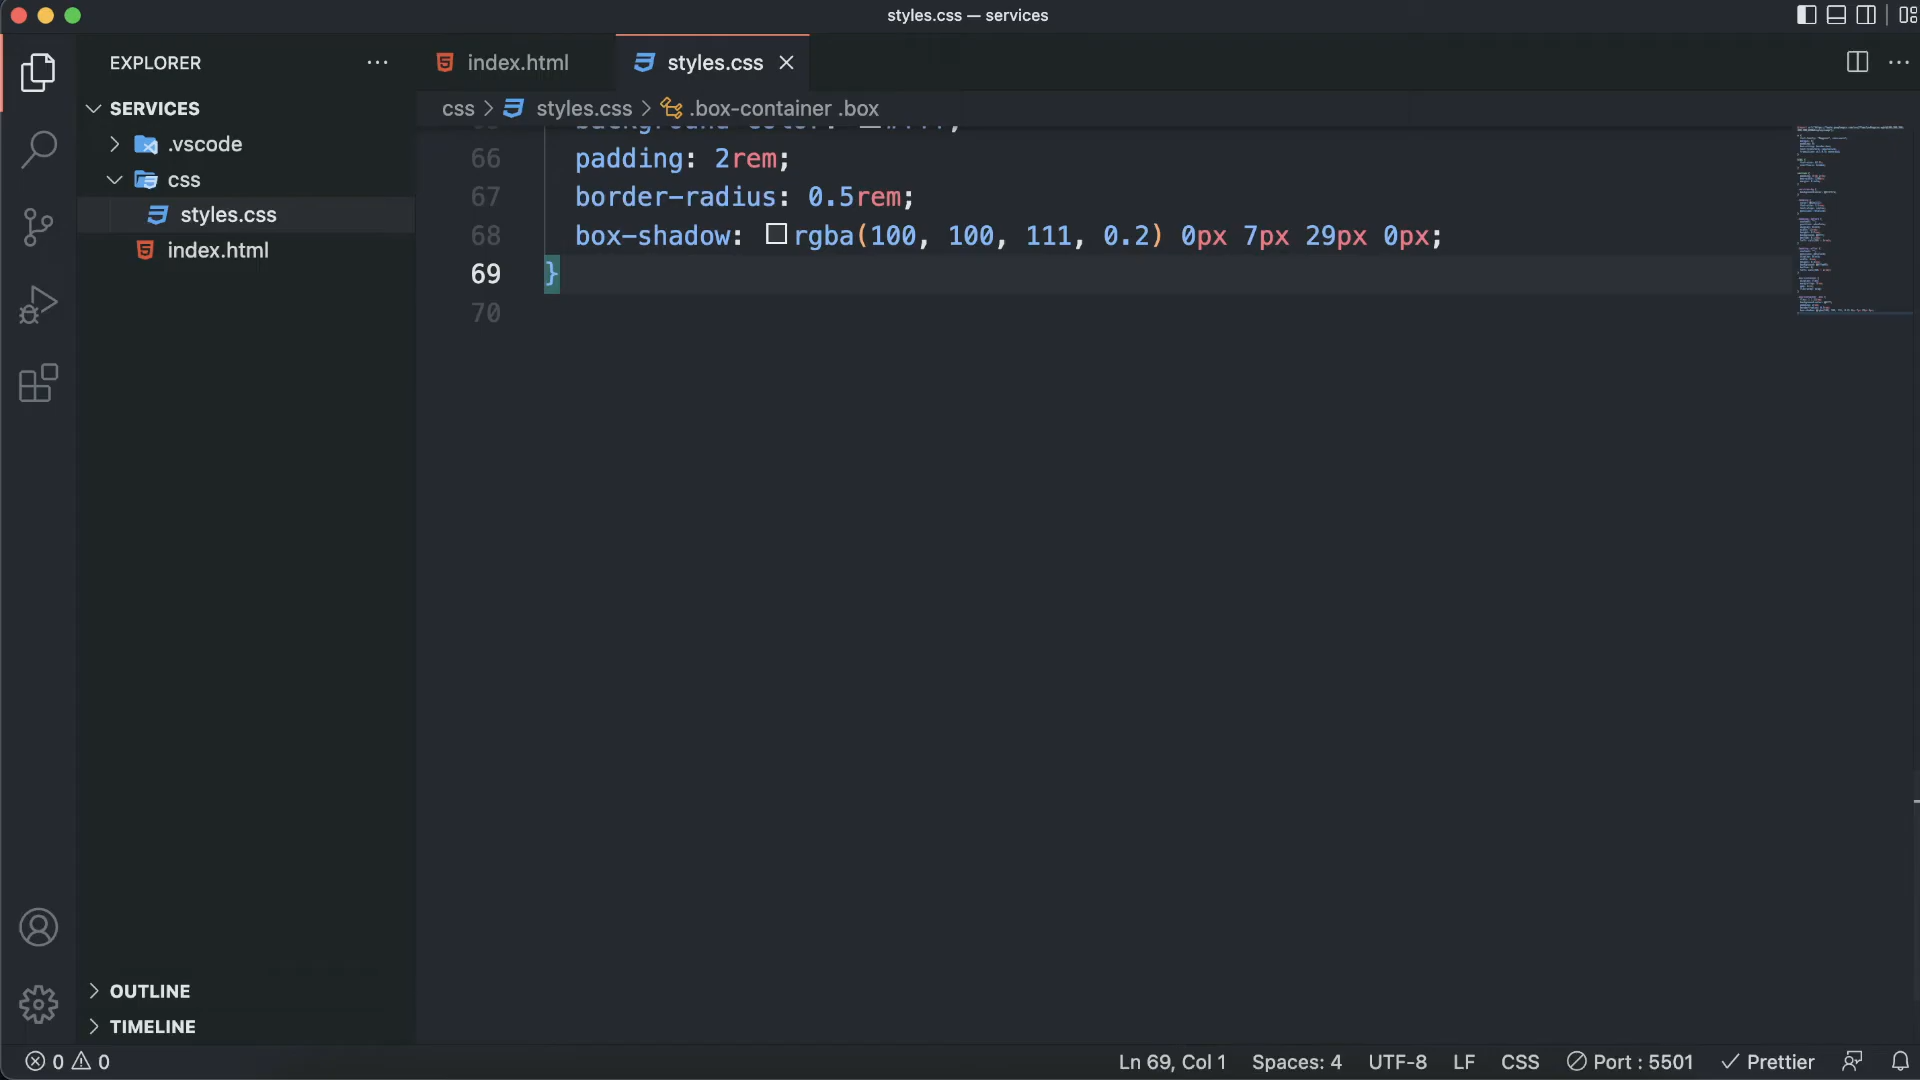 styles.css — services
EXPLORER
index.html
styles.css
SERVICES
css
styles.css
.box-container .box
.vscode
css
styles.css
index.html
66 padding: 2rem;
67 border-radius: 0.5rem;
68 box-shadow: rgba(100, 100, 111, 0.2) 0px 7px 29px 0px;
69 }
70
OUTLINE
TIMELINE
0 0
Ln 69, Col 1
Spaces: 4
UTF-8
LF
CSS
Port : 5501
Prettier